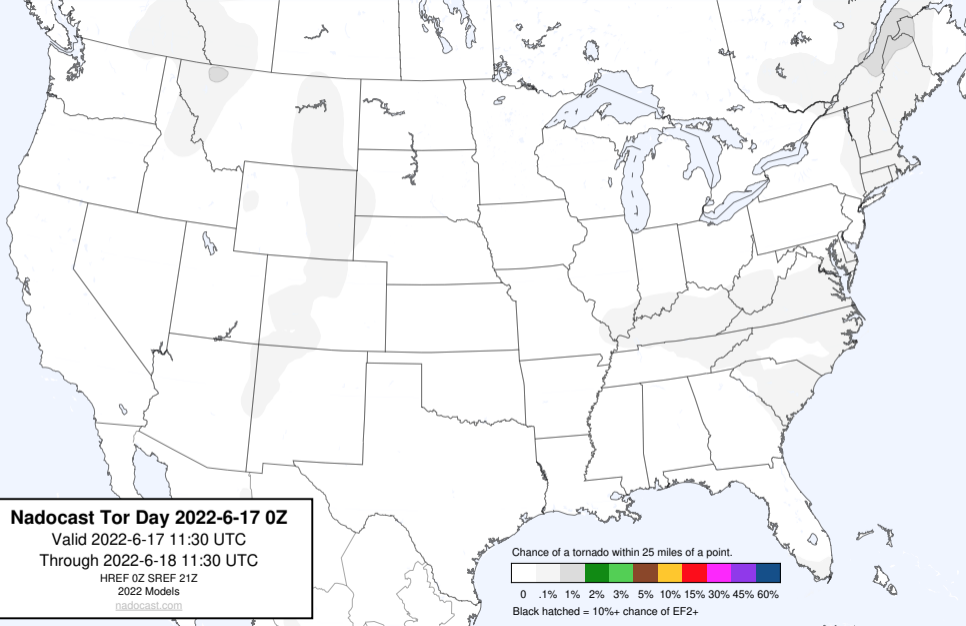 Nadocast Tor Day 2022-6-17 0Z
Valid 2022-6-17 11:30 UTC
Through 2022-6-18 11:30 UTC
HREF 0Z SREF 21Z
2022 Models
nadocast.com
Chance of a tornado within 25 miles of a point.
0 .1% 1% 2% 3% 5% 10% 15% 30% 45% 60%
Black hatched = 10%+ chance of EF2+